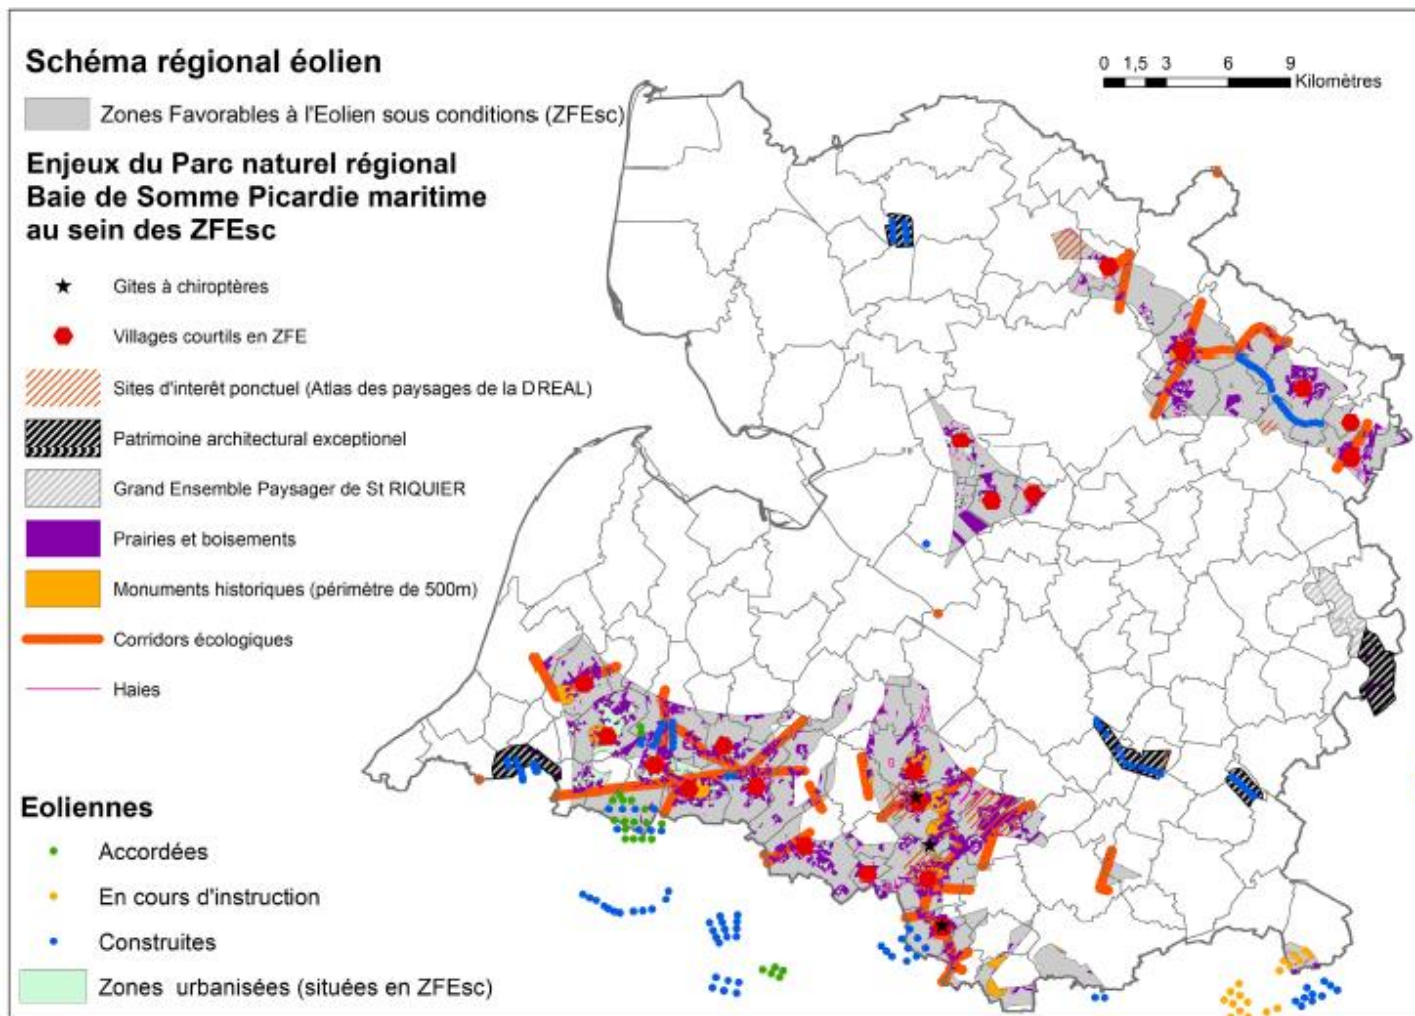 Schéma régional éolien
Zones Favorables à l'Eolien sous conditions (ZFEsc)
Enjeux du Parc naturel régional
Baie de Somme Picardie maritime
au sein des ZFEsc
Gites à chiroptères
Villages courtils en ZFE
Sites d'interêt ponctuel (Atlas des paysages de la DREAL)
Patrimoine architectural exceptionel
Grand Ensemble Paysager de St RIQUIER
Prairies et boisements
Monuments historiques (périmètre de 500m)
Corridors écologiques
Haies
Eoliennes
Accordées
En cours d'instruction
Construites
Zones urbanisées (situées en ZFEsc)
0 1,5 3 6 9
Kilomètres